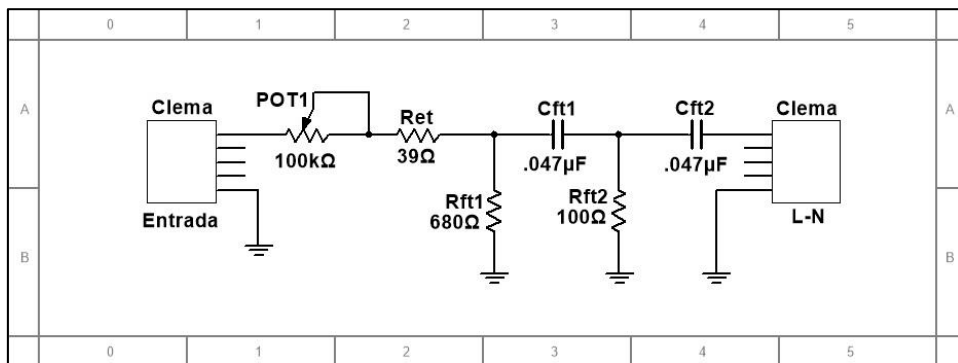 0 1 2 3 4 5
A A
Clema POT1 Ret Cft1 Cft2 Clema
100kΩ 39Ω .047µF .047µF
Entrada Rft1 Rft2 L-N
680Ω 100Ω
B B
0 1 2 3 4 5